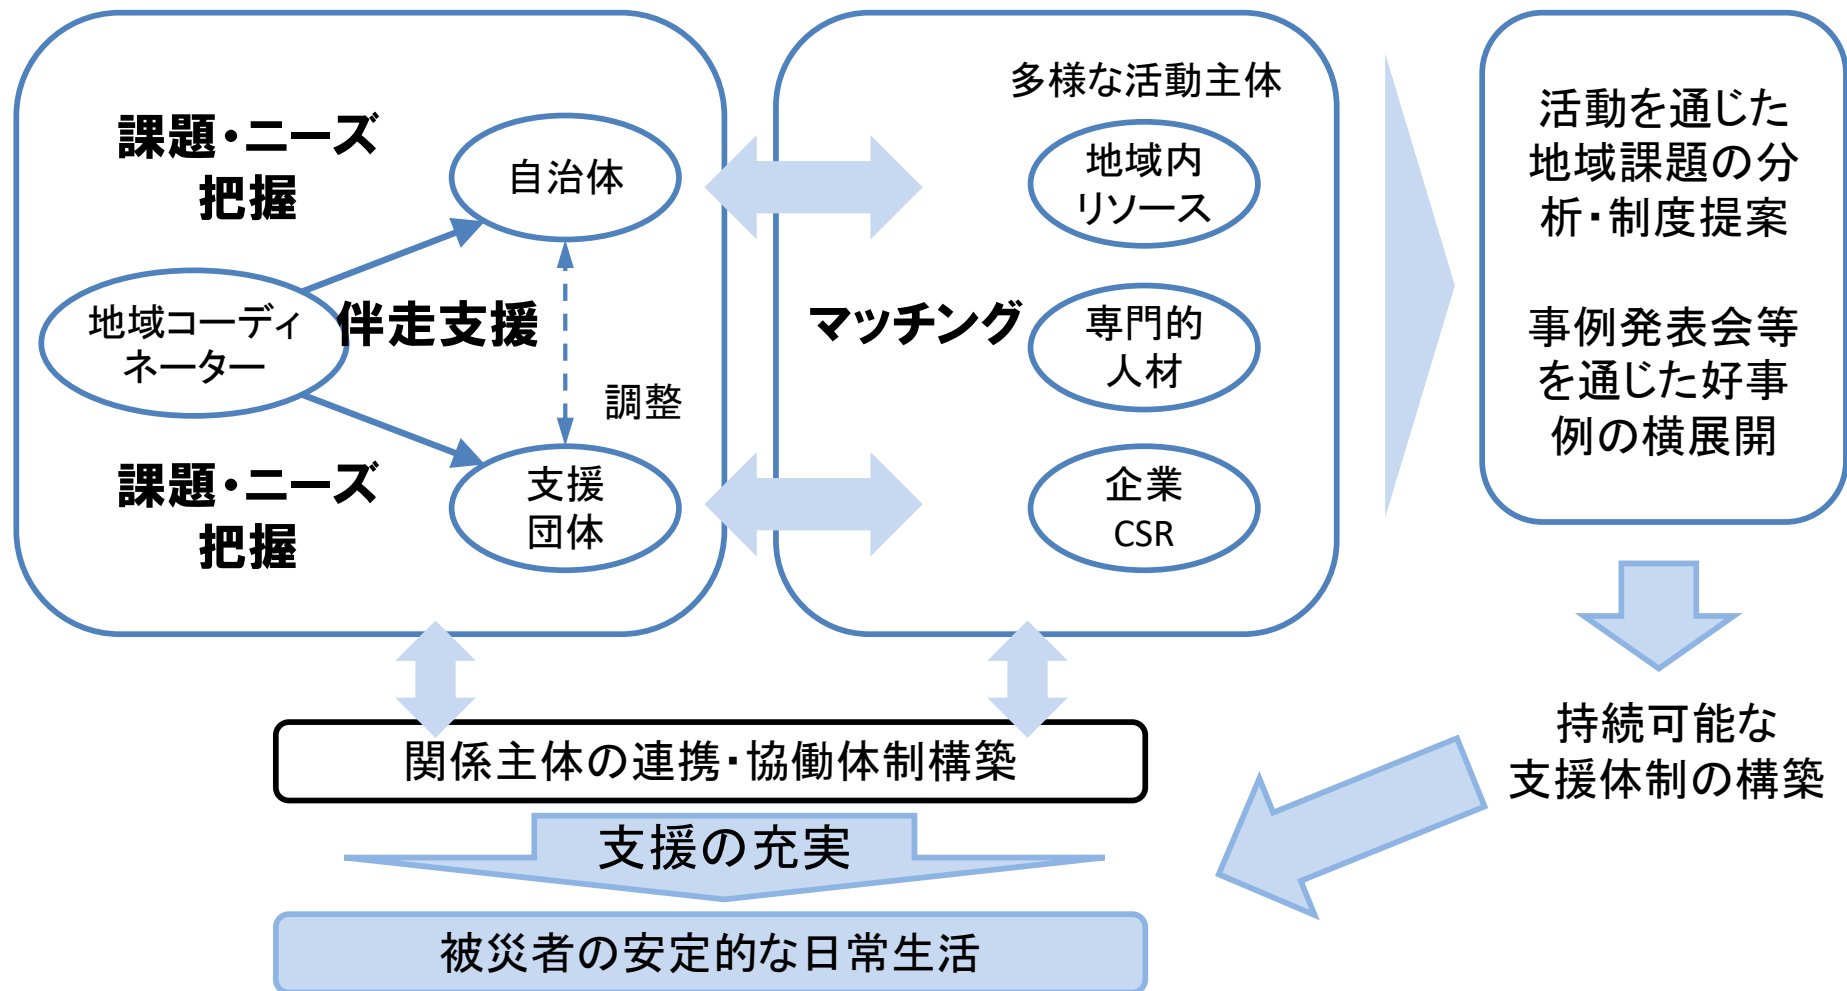 課題・ニーズ
把握
自治体
地域コーディ
ネーター
伴走支援
調整
課題・ニーズ
把握
支援
団体
多様な活動主体
地域内
リソース
マッチング
専門的
人材
企業
CSR
活動を通じた
地域課題の分
析・制度提案
事例発表会等
を通じた好事
例の横展開
持続可能な
支援体制の構築
関係主体の連携・協働体制構築
支援の充実
被災者の安定的な日常生活